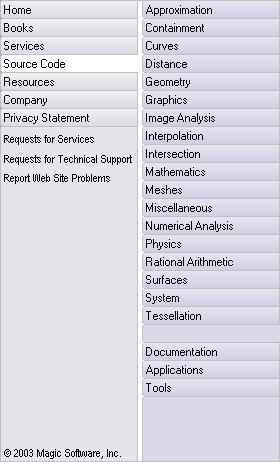 Home
Books
Services
Source Code
Resources
Company
Privacy Statement
Requests for Services
Requests for Technical Support
Report Web Site Problems
© 2003 Magic Software, Inc.
Approximation
Containment
Curves
Distance
Geometry
Graphics
Image Analysis
Interpolation
Intersection
Mathematics
Meshes
Miscellaneous
Numerical Analysis
Physics
Rational Arithmetic
Surfaces
System
Tessellation
Documentation
Applications
Tools